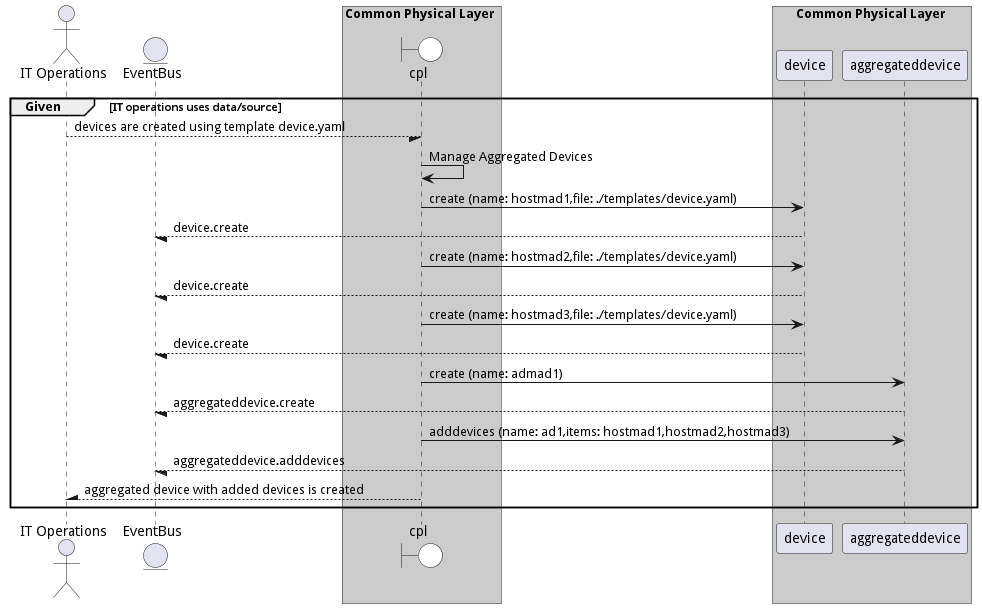 Common Physical Layer
Common Physical Layer
IT Operations
EventBus
cpl
device
aggregateddevice
Given
[IT operations uses data/source]
devices are created using template device.yaml
Manage Aggregated Devices
create (name: hostmad1,file: ./templates/device.yaml)
device.create
create (name: hostmad2,file: ./templates/device.yaml)
device.create
create (name: hostmad3,file: ./templates/device.yaml)
device.create
create (name: admad1)
aggregateddevice.create
adddevices (name: ad1,items: hostmad1,hostmad2,hostmad3)
aggregateddevice.adddevices
aggregated device with added devices is created
IT Operations
EventBus
cpl
device
aggregateddevice